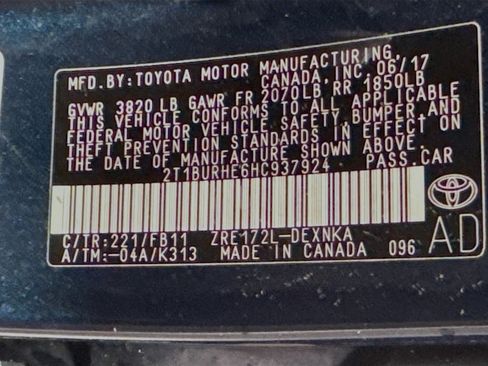 MFD. BY: TOYOTA MOTOR MANUFACTURING,
CANADA, INC. 06/17
GVWR 3820 LB GAWR FR 2070LB RR 1850LB
THIS VEHICLE CONFORMS TO ALL APPLICABLE
FEDERAL MOTOR VEHICLE SAFETY, BUMPER, AND
THEFT PREVENTION STANDARDS IN EFFECT ON
THE DATE OF MANUFACTURE SHOWN ABOVE.
2T1BURHE6HC937924 PASS.CAR
C/TR: 221/FB11 ZRE172L-DEXNKA
A/TM: -04A/K313 MADE IN CANADA 096
AD